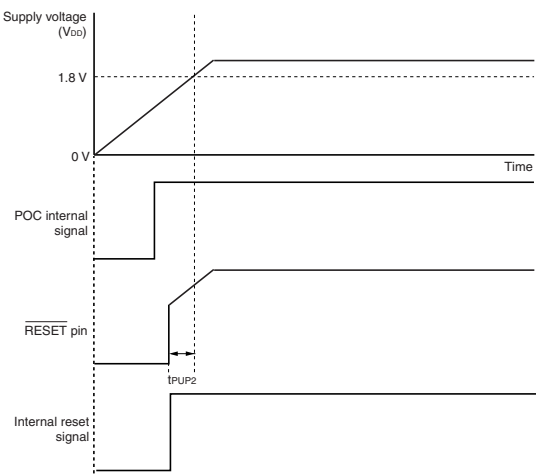 Supply voltage
(VDD)
1.8 V
0 V
Time
POC internal
signal
RESET pin
tPUP2
Internal reset
signal